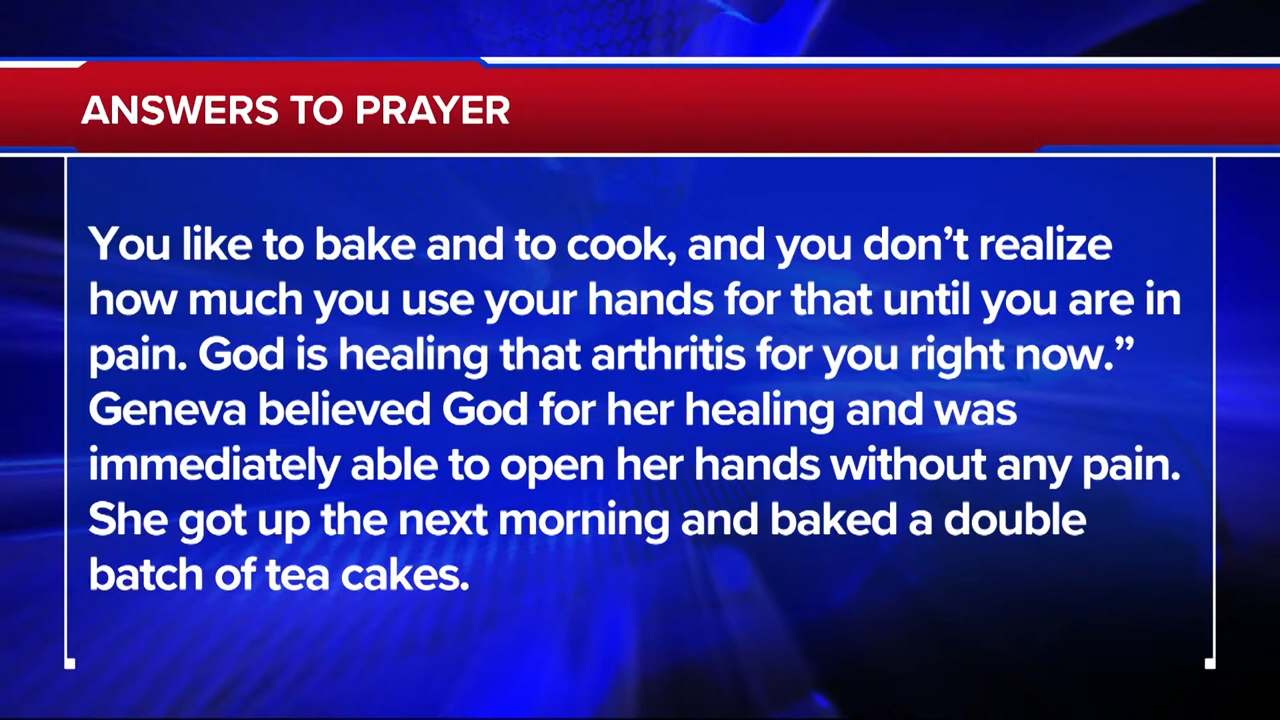 ANSWERS TO PRAYER
You like to bake and to cook, and you don’t realize
how much you use your hands for that until you are in
pain. God is healing that arthritis for you right now.”
Geneva believed God for her healing and was
immediately able to open her hands without any pain.
She got up the next morning and baked a double
batch of tea cakes.